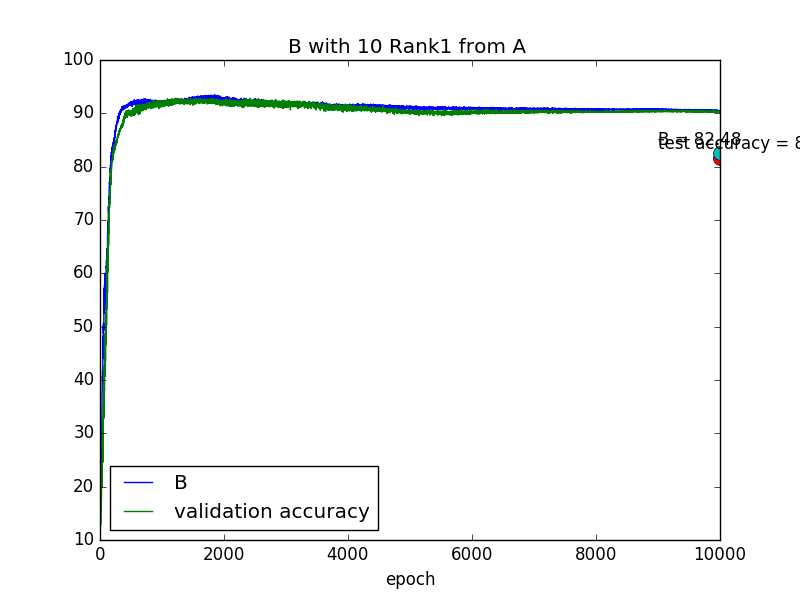 B with 10 Rank1 from A
100
90
80
70
60
50
40
30
20
10
B = 82.48
test accuracy = 8
B
validation accuracy
0
2000
4000
6000
8000
10000
epoch